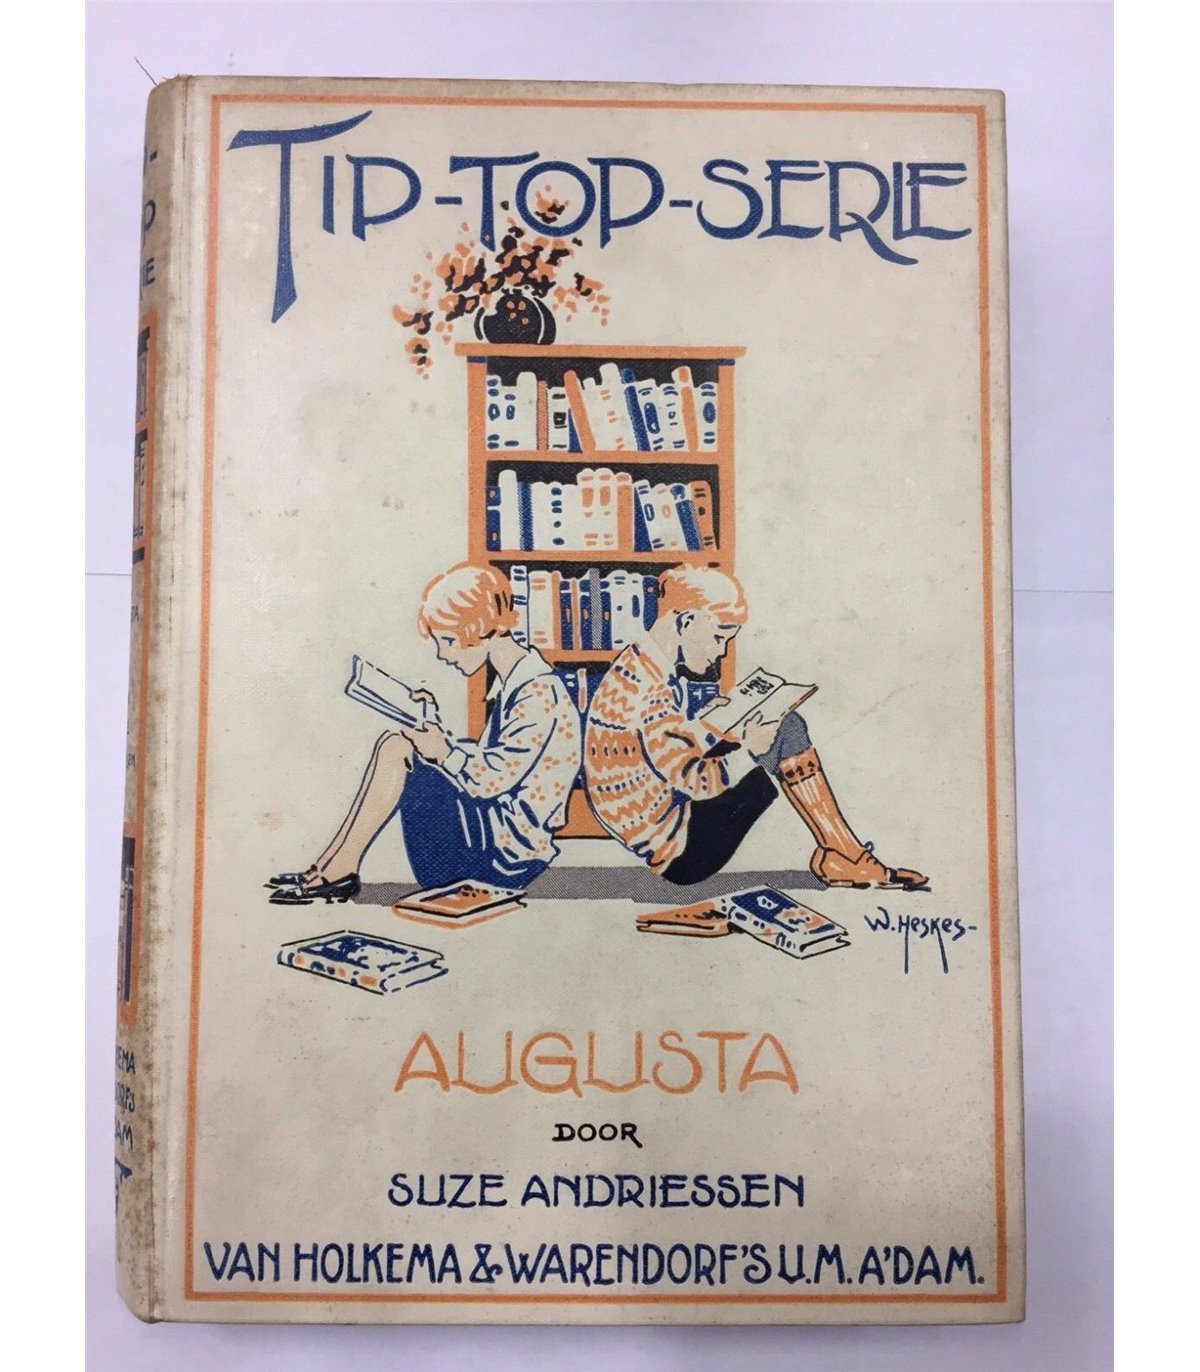 TIP-TOP-SERIE
W. HESKES-
AUGUSTA
DOOR
SUZE ANDRIESSEN
VAN HOLKEMA & WARENDORF'S U.M. A'DAM.